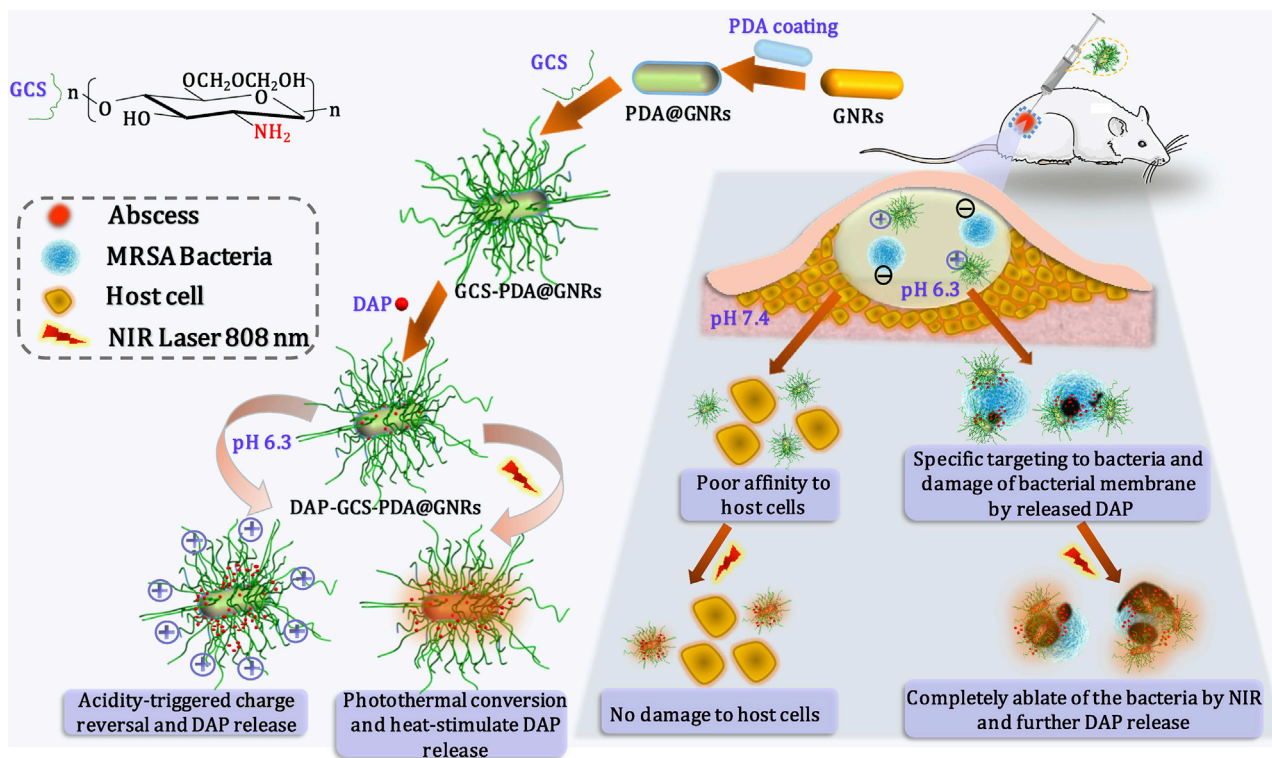 PDA coating
GCS
PDA@GNRs
GNRs
GCS
n
OCH₂OCH₂OH
O
O
n
HO
NH₂
Abscess
MRSA Bacteria
Host cell
NIR Laser 808 nm
GCS-PDA@GNRs
DAP
pH 6.3
DAP-GCS-PDA@GNRs
Acidity-triggered charge
reversal and DAP release
Photothermal conversion
and heat-stimulate DAP
release
pH 6.3
pH 7.4
Poor affinity to
host cells
Specific targeting to bacteria and
damage of bacterial membrane
by released DAP
No damage to host cells
Completely ablate of the bacteria by NIR
and further DAP release